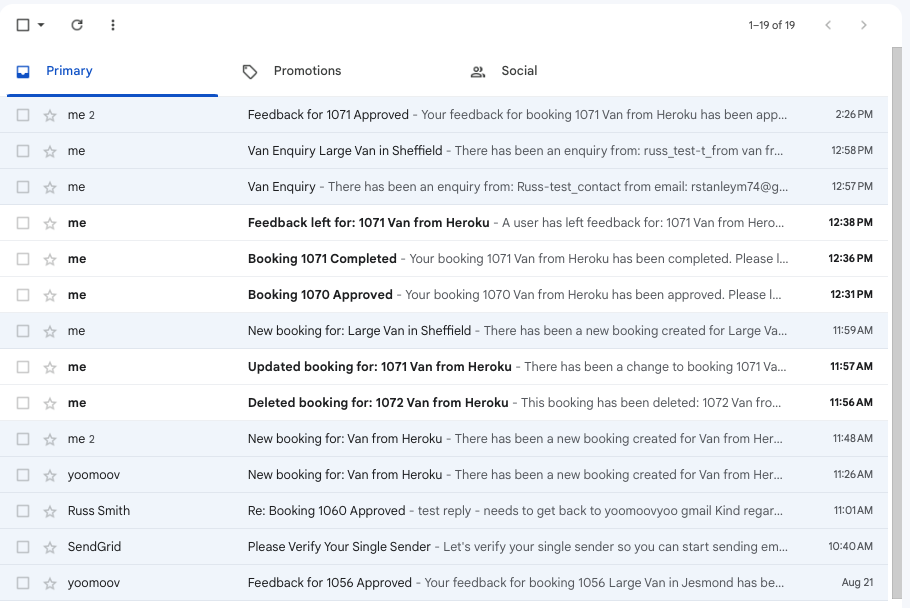 1–19 of 19
Primary Promotions Social
me 2 Feedback for 1071 Approved - Your feedback for booking 1071 Van from Heroku has been app... 2:26 PM
me Van Enquiry Large Van in Sheffield - There has been an enquiry from: russ_test-t_from van fr... 12:58 PM
me Van Enquiry - There has been an enquiry from: Russ-test_contact from email: rstanleym74@g... 12:57 PM
me Feedback left for: 1071 Van from Heroku - A user has left feedback for: 1071 Van from Hero... 12:38 PM
me Booking 1071 Completed - Your booking 1071 Van from Heroku has been completed. Please l... 12:36 PM
me Booking 1070 Approved - Your booking 1070 Van from Heroku has been approved. Please l... 12:31 PM
me New booking for: Large Van in Sheffield - There has been a new booking created for Large Va... 11:59 AM
me Updated booking for: 1071 Van from Heroku - There has been a change to booking 1071 Va... 11:57 AM
me Deleted booking for: 1072 Van from Heroku - This booking has been deleted: 1072 Van fro... 11:56 AM
me 2 New booking for: Van from Heroku - There has been a new booking created for Van from Her... 11:48 AM
yoomoov New booking for: Van from Heroku - There has been a new booking created for Van from Her... 11:26 AM
Russ Smith Re: Booking 1060 Approved - test reply - needs to get back to yoomoovyoo gmail Kind regar... 11:01 AM
SendGrid Please Verify Your Single Sender - Let's verify your single sender so you can start sending em... 10:40 AM
yoomoov Feedback for 1056 Approved - Your feedback for booking 1056 Large Van in Jesmond has be... Aug 21